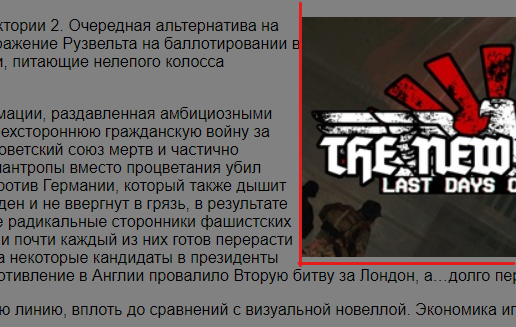 ктории 2. Очередная альтернатива на
ражение Рузвельта на баллотировании в
и, питающие нелепого колосса
мации, раздавленная амбициозными
ехстороннюю гражданскую войну за
оветский союз мертв и частично
лантропы вместо процветания убил
ротив Германии, который также дышит
ден и не ввергнут в грязь, в результате
е радикальные сторонники фашистских
и почти каждый из них готов перерасти
а некоторые кандидаты в президенты
отивление в Англии провалило Вторую битву за Лондон, а…долго пер
ю линию, вплоть до сравнений с визуальной новеллой. Экономика иг
THE NEW
LAST DAYS O